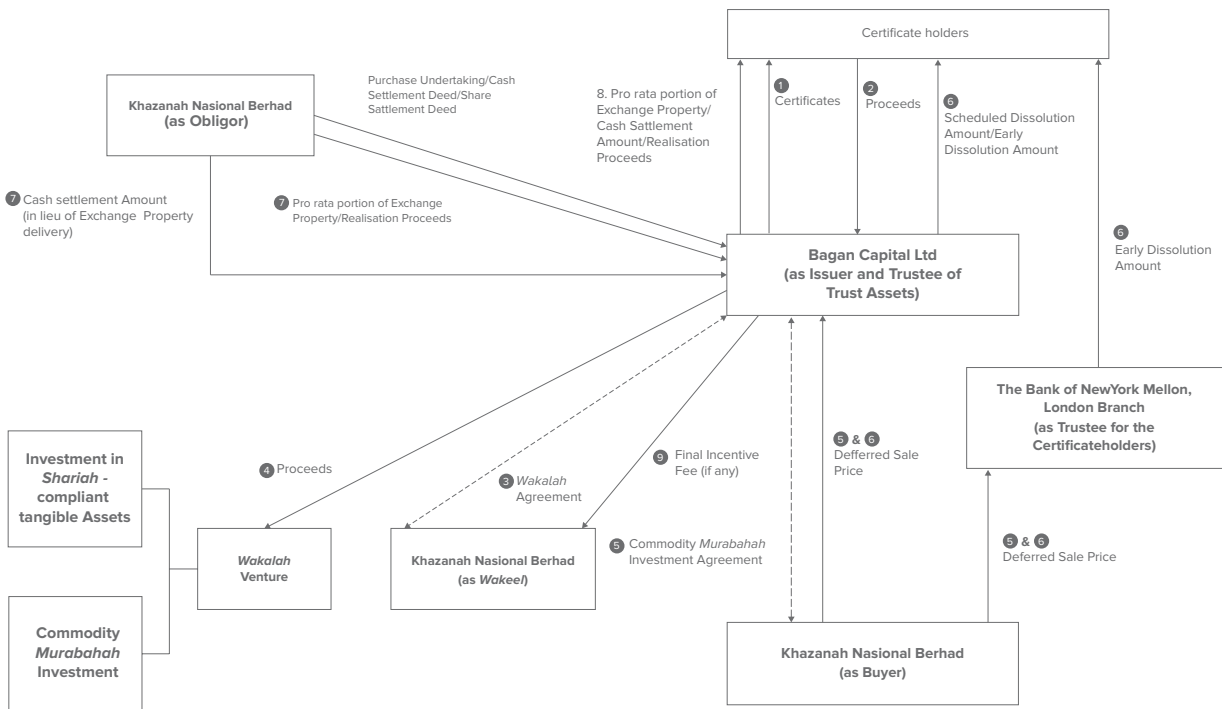 Certificate holders
Khazanah Nasional Berhad
(as Obligor)
Purchase Undertaking/Cash
Settlement Deed/Share
Sattlement Deed
8. Pro rata portion of
Exchange Property/
Cash Sattlement
Amount/Realisation
Proceeds
1
Certificates
2
Proceeds
6
Scheduled Dissolution
Amount/Early
Dissolution Amount
7 Cash settlement Amount
(in lieu of Exchange Property
delivery)
7 Pro rata portion of Exchange
Property/Realisation Proceeds
Bagan Capital Ltd
(as Issuer and Trustee of
Trust Assets)
6
Early Dissolution
Amount
The Bank of NewYork Mellon,
London Branch
(as Trustee for the
Certificateholders)
Investment in
Shariah -
compliant
tangible Assets
4 Proceeds
3 Wakalah
Agreement
9 Final Incentive
Fee (if any)
5 & 6
Defferred Sale
Price
Wakalah
Venture
Khazanah Nasional Berhad
(as Wakeel)
5 Commodity Murabahah
Investment Agreement
5 & 6
Deferred Sale Price
Commodity
Murabahah
Investment
Khazanah Nasional Berhad
(as Buyer)